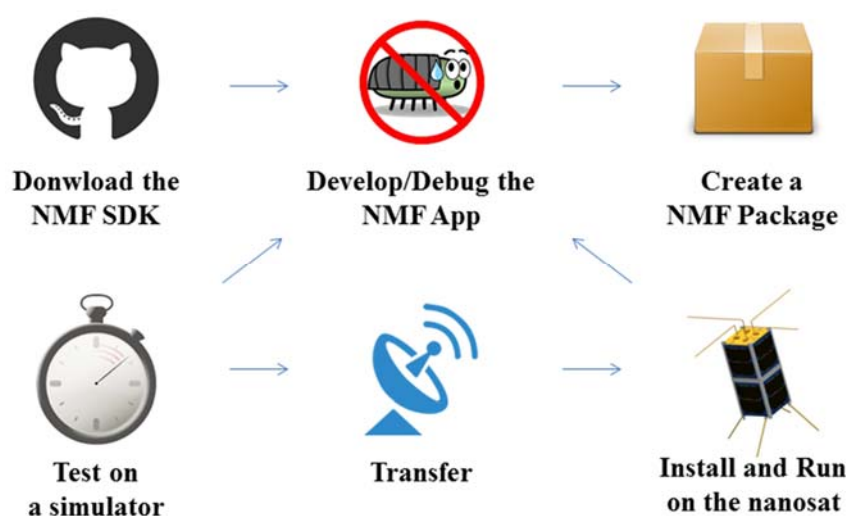 Donwload the
NMF SDK
Develop/Debug the
NMF App
Create a
NMF Package
Test on
a simulator
Transfer
Install and Run
on the nanosat